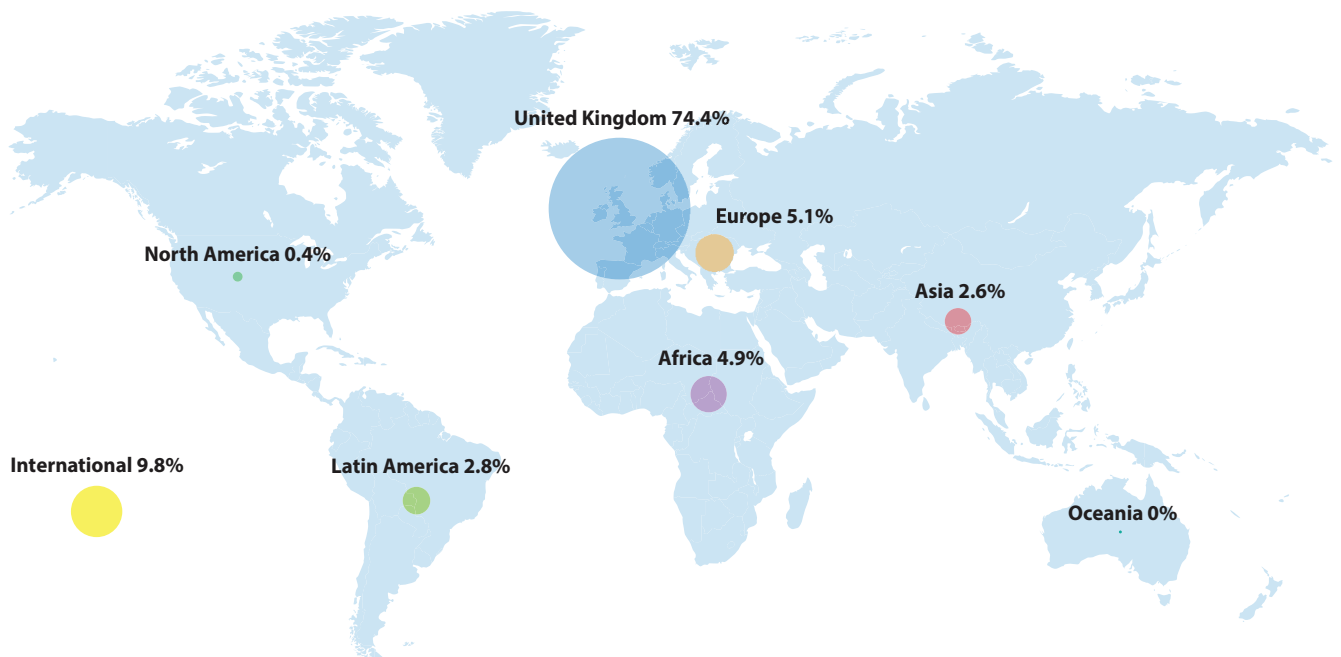 United Kingdom 74.4%
Europe 5.1%
North America 0.4%
Asia 2.6%
Africa 4.9%
International 9.8%
Latin America 2.8%
Oceania 0%